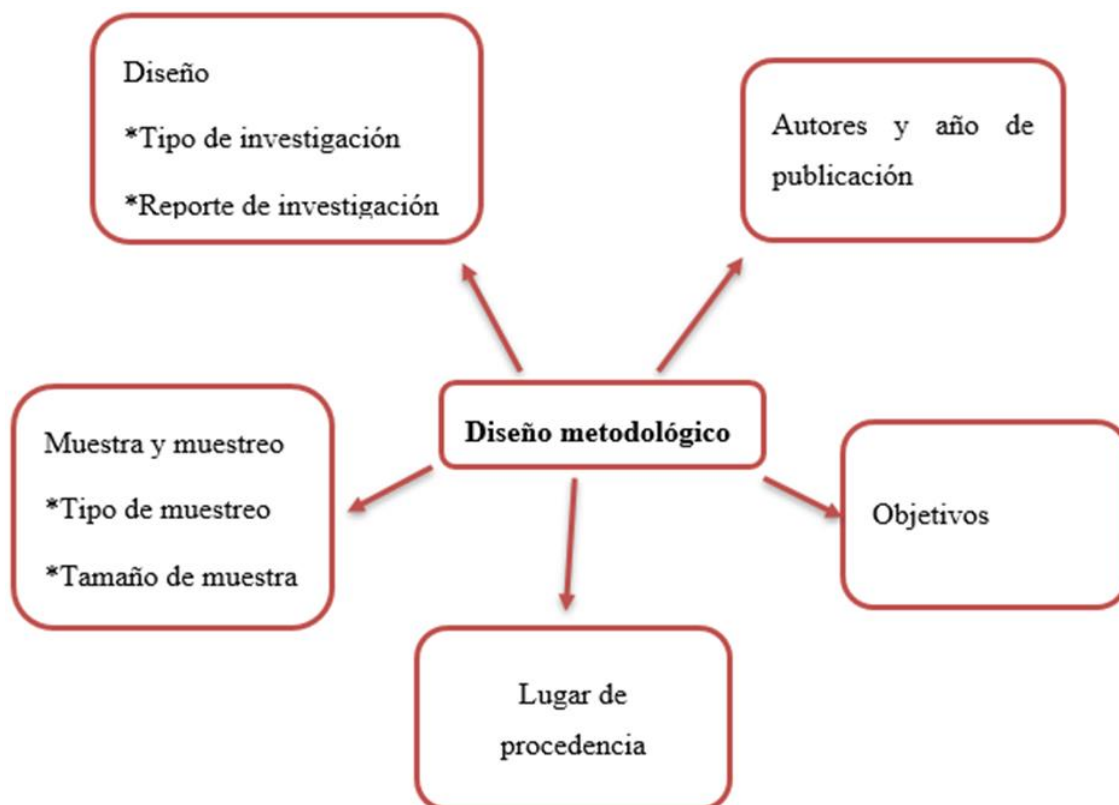 Diseño
*Tipo de investigación
*Reporte de investigación
Autores y año de
publicación
Diseño metodológico
Muestra y muestreo
*Tipo de muestreo
*Tamaño de muestra
Objetivos
Lugar de
procedencia